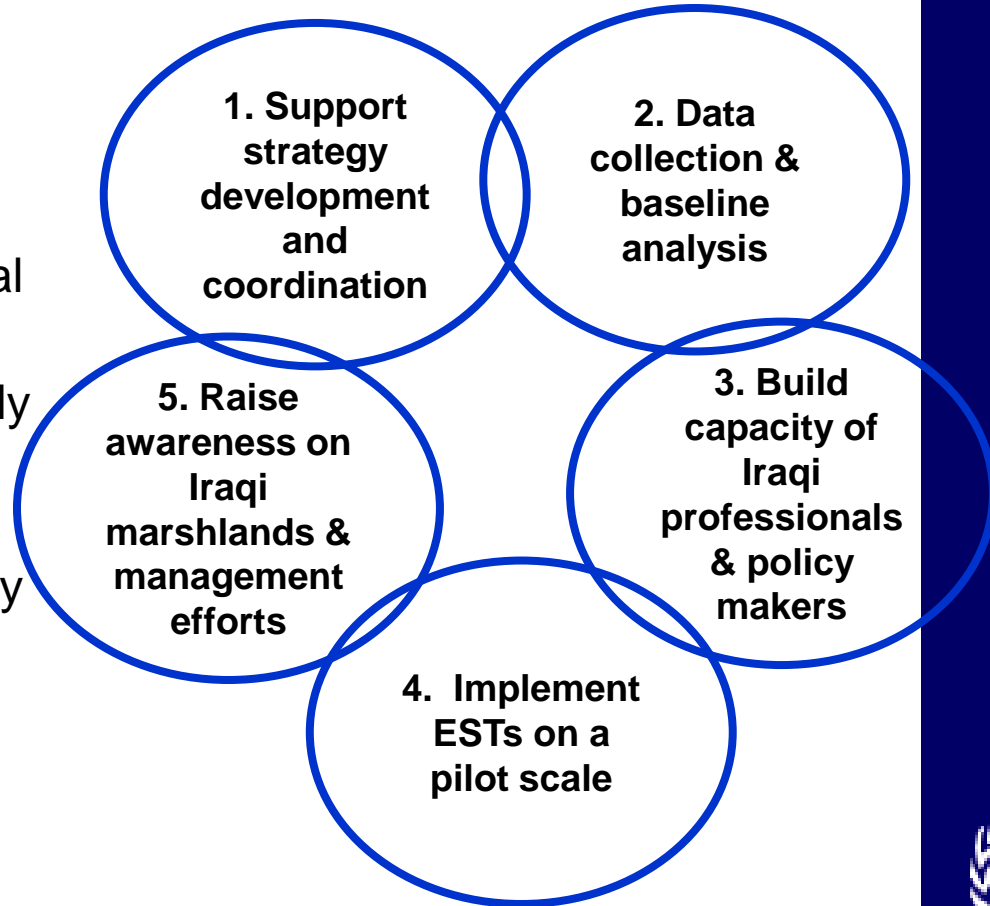 1. Support
strategy
development
and
coordination
2. Data
collection &
baseline
analysis
3. Build
capacity of
Iraqi
professionals
& policy
makers
4. Implement
ESTs on a
pilot scale
5. Raise
awareness on
Iraqi
marshlands &
management
efforts